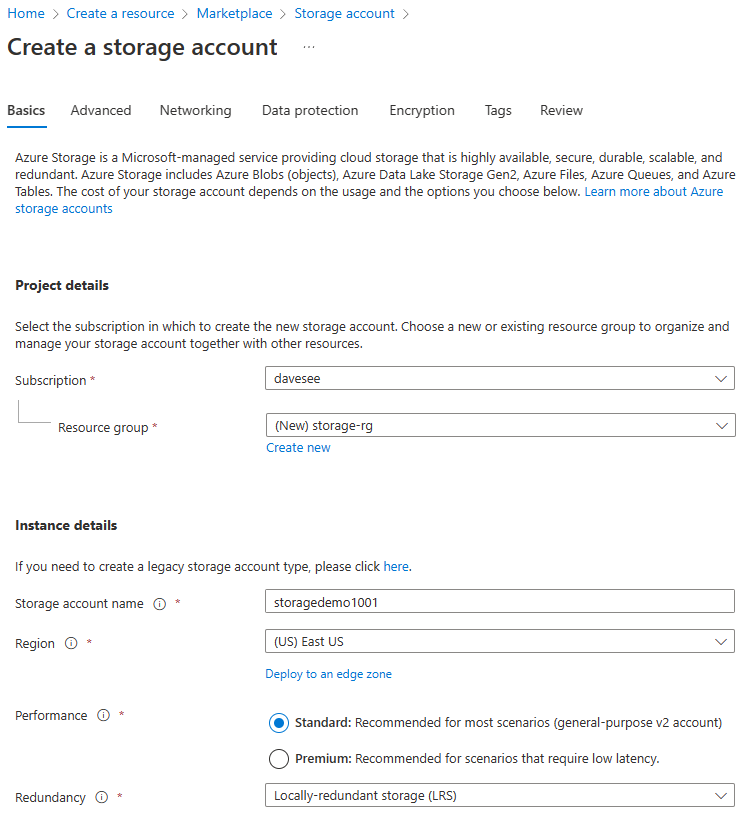 Home > Create a resource > Marketplace > Storage account >
Create a storage account ...
Basics Advanced Networking Data protection Encryption Tags Review
Azure Storage is a Microsoft-managed service providing cloud storage that is highly available, secure, durable, scalable, and
redundant. Azure Storage includes Azure Blobs (objects), Azure Data Lake Storage Gen2, Azure Files, Azure Queues, and Azure
Tables. The cost of your storage account depends on the usage and the options you choose below. Learn more about Azure
storage accounts
Project details
Select the subscription in which to create the new storage account. Choose a new or existing resource group to organize and
manage your storage account together with other resources.
Subscription * davesee
Resource group * (New) storage-rg
Create new
Instance details
If you need to create a legacy storage account type, please click here.
Storage account name * storagedemo1001
Region * (US) East US
Deploy to an edge zone
Performance * Standard: Recommended for most scenarios (general-purpose v2 account)
Premium: Recommended for scenarios that require low latency.
Redundancy * Locally-redundant storage (LRS)